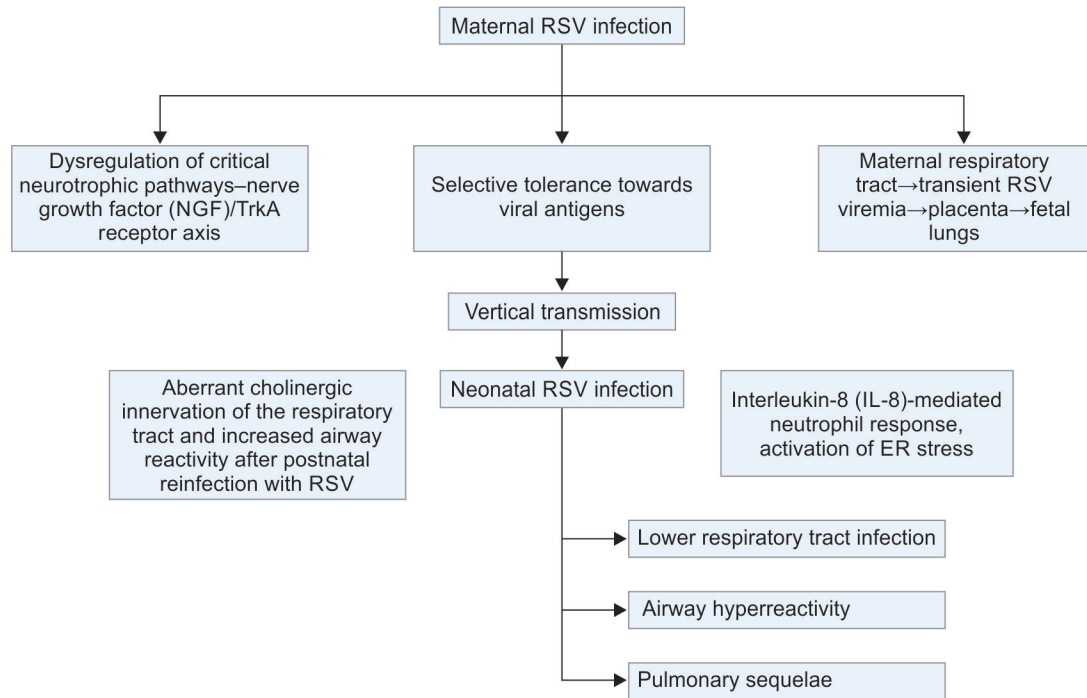 Maternal RSV infection
Dysregulation of critical
neurotrophic pathways–nerve
growth factor (NGF)/TrkA
receptor axis
Selective tolerance towards
viral antigens
Maternal respiratory
tract→transient RSV
viremia→placenta→fetal
lungs
Vertical transmission
Aberrant cholinergic
innervation of the respiratory
tract and increased airway
reactivity after postnatal
reinfection with RSV
Neonatal RSV infection
Interleukin-8 (IL-8)-mediated
neutrophil response,
activation of ER stress
Lower respiratory tract infection
Airway hyperreactivity
Pulmonary sequelae